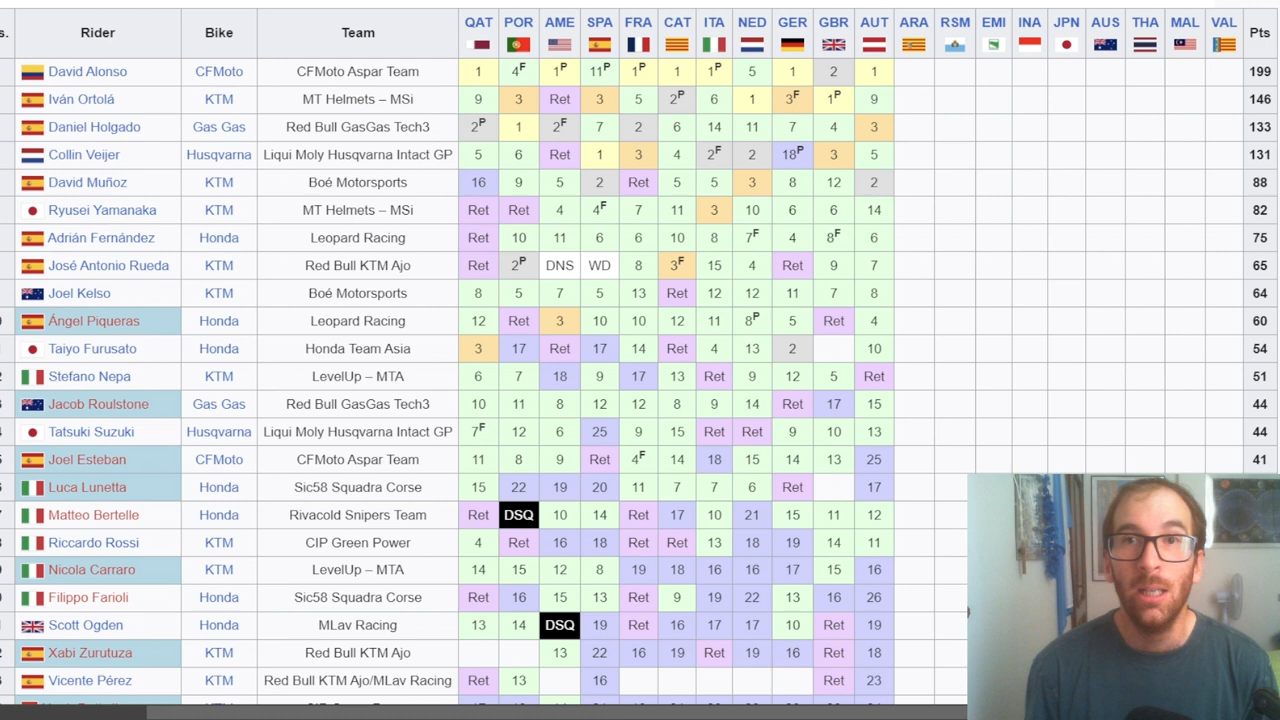 s. Rider Bike Team QAT POR AME SPA FRA CAT ITA NED GER GBR AUT ARA RSM EMI INA JPN AUS THA MAL VAL Pts
David Alonso CFMoto CFMoto Aspar Team 1 4F 1P 11P 1P 1 1P 5 1 2 1 199
Iván Ortolá KTM MT Helmets – MSi 9 3 Ret 3 5 2P 6 1 3F 1P 9 146
Daniel Holgado Gas Gas Red Bull GasGas Tech3 2P 1 2F 7 2 6 14 11 7 4 3 133
Collin Veijer Husqvarna Liqui Moly Husqvarna Intact GP 5 6 Ret 1 3 4 2F 2 18P 3 5 131
David Muñoz KTM Boé Motorsports 16 9 5 2 Ret 5 5 3 8 12 2 88
Ryusei Yamanaka KTM MT Helmets – MSi Ret Ret 4 4F 7 11 3 10 6 6 14 82
Adrián Fernández Honda Leopard Racing Ret 10 11 6 6 10 8 7F 4 8F 6 75
José Antonio Rueda KTM Red Bull KTM Ajo Ret 2P DNS WD 8 3F 15 4 Ret 9 7 65
Joel Kelso KTM Boé Motorsports 8 5 7 5 13 Ret 12 12 11 7 8 64
Ángel Piqueras Honda Leopard Racing 12 Ret 3 10 10 12 11 8P 5 Ret 4 60
Taiyo Furusato Honda Honda Team Asia 3 17 Ret 17 14 Ret 4 13 2 10 54
2 Stefano Nepa KTM LevelUp – MTA 6 7 18 9 17 13 Ret 9 12 5 Ret 51
3 Jacob Roulstone Gas Gas Red Bull GasGas Tech3 10 11 8 12 12 8 9 14 Ret 17 15 44
4 Tatsuki Suzuki Husqvarna Liqui Moly Husqvarna Intact GP 7F 12 6 25 9 15 Ret Ret 9 10 13 44
5 Joel Esteban CFMoto CFMoto Aspar Team 11 8 9 Ret 4F 14 18 15 14 13 25 41
Luca Lunetta Honda Sic58 Squadra Corse 15 22 19 20 11 7 7 6 Ret 17
7 Matteo Bertelle Honda Rivacold Snipers Team Ret DSQ 10 14 Ret 17 10 21 15 11 12
Riccardo Rossi KTM CIP Green Power 4 Ret 16 18 Ret Ret 13 18 19 14 11
Nicola Carraro KTM LevelUp – MTA 14 15 12 8 19 18 16 16 17 15 16
Filippo Farioli Honda Sic58 Squadra Corse Ret 16 15 13 Ret 9 19 22 13 16 26
Scott Ogden Honda MLav Racing 13 14 DSQ 19 Ret 16 17 17 10 Ret 19
2 Xabi Zurutuza KTM Red Bull KTM Ajo 13 22 16 19 Ret 19 16 Ret 18
Vicente Pérez KTM Red Bull KTM Ajo/MLav Racing Ret 13 16 Ret 23